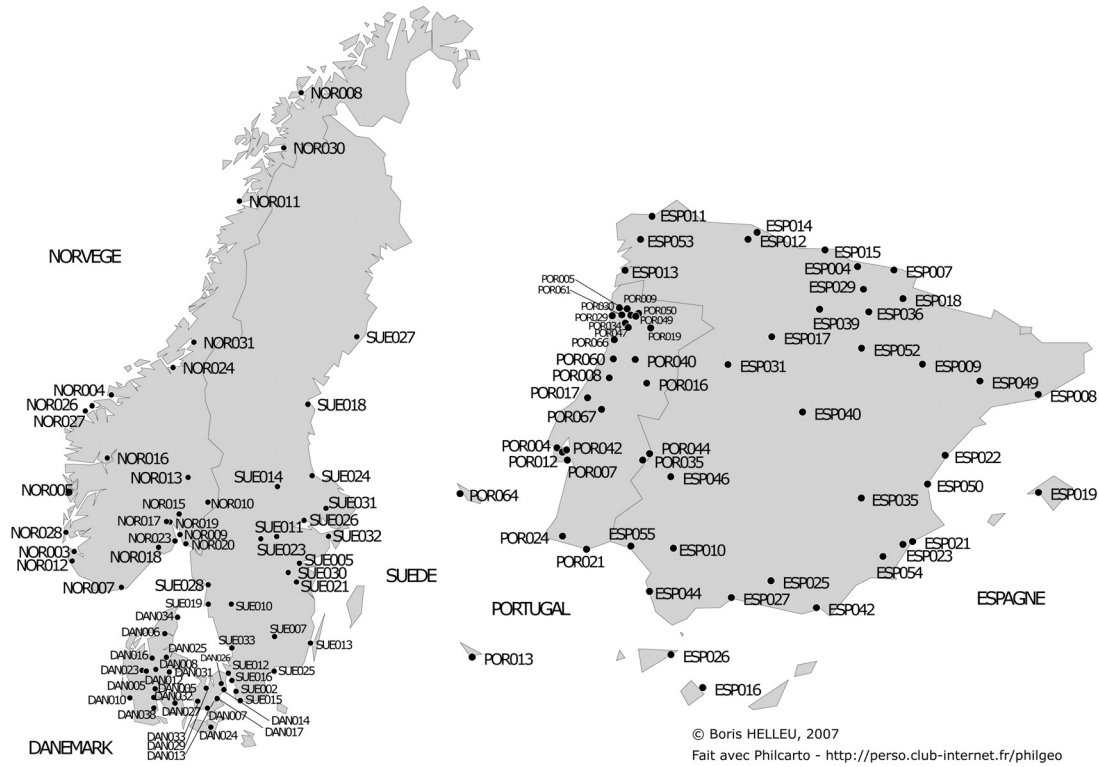 NOR008
NOR030
NOR011
NORVEGE
NOR031
SUE027
NOR024
NOR004
NOR026
NOR027
SUE018
NOR016
NOR013
SUE014
SUE024
NOR005
NOR015
NOR010
SUE031
NOR017
NOR019
SUE026
NOR028
NOR023
NOR009
SUE011
SUE032
NOR020
SUE023
NOR003
NOR018
NOR012
SUE005
SUE030
SUEDE
NOR007
SUE028
SUE021
SUE019
SUE010
DAN034
DAN006
SUE007
SUE033
SUE013
DAN025
DAN016
DAN026
DAN008
SUE012
DAN023
DAN031
SUE025
DAN012
SUE016
DAN005
DAN005
SUE002
DAN010
DAN032
SUE015
DAN038
DAN027
DAN007
DAN014
DAN017
DAN033
DAN024
DAN029
DAN013
DANEMARK
ESP011
ESP014
ESP053
ESP012
ESP015
ESP013
ESP004
ESP007
POR005
POR061
ESP029
ESP018
POR009
POR030
POR050
POR029
POR049
ESP039
ESP036
POR034
POR047
POR019
POR066
ESP017
ESP052
POR060
POR040
ESP031
ESP009
POR008
POR016
ESP049
POR017
ESP008
POR067
ESP040
POR004
POR042
POR044
POR012
POR035
ESP022
POR007
ESP046
ESP050
POR064
ESP035
ESP019
POR024
ESP055
ESP021
POR021
ESP010
ESP023
ESP054
ESP025
ESP044
ESP027
PORTUGAL
ESP042
ESPAGNE
POR013
ESP026
ESP016
© Boris HELLEU, 2007
Fait avec Philcarto - http://perso.club-internet.fr/philgeo